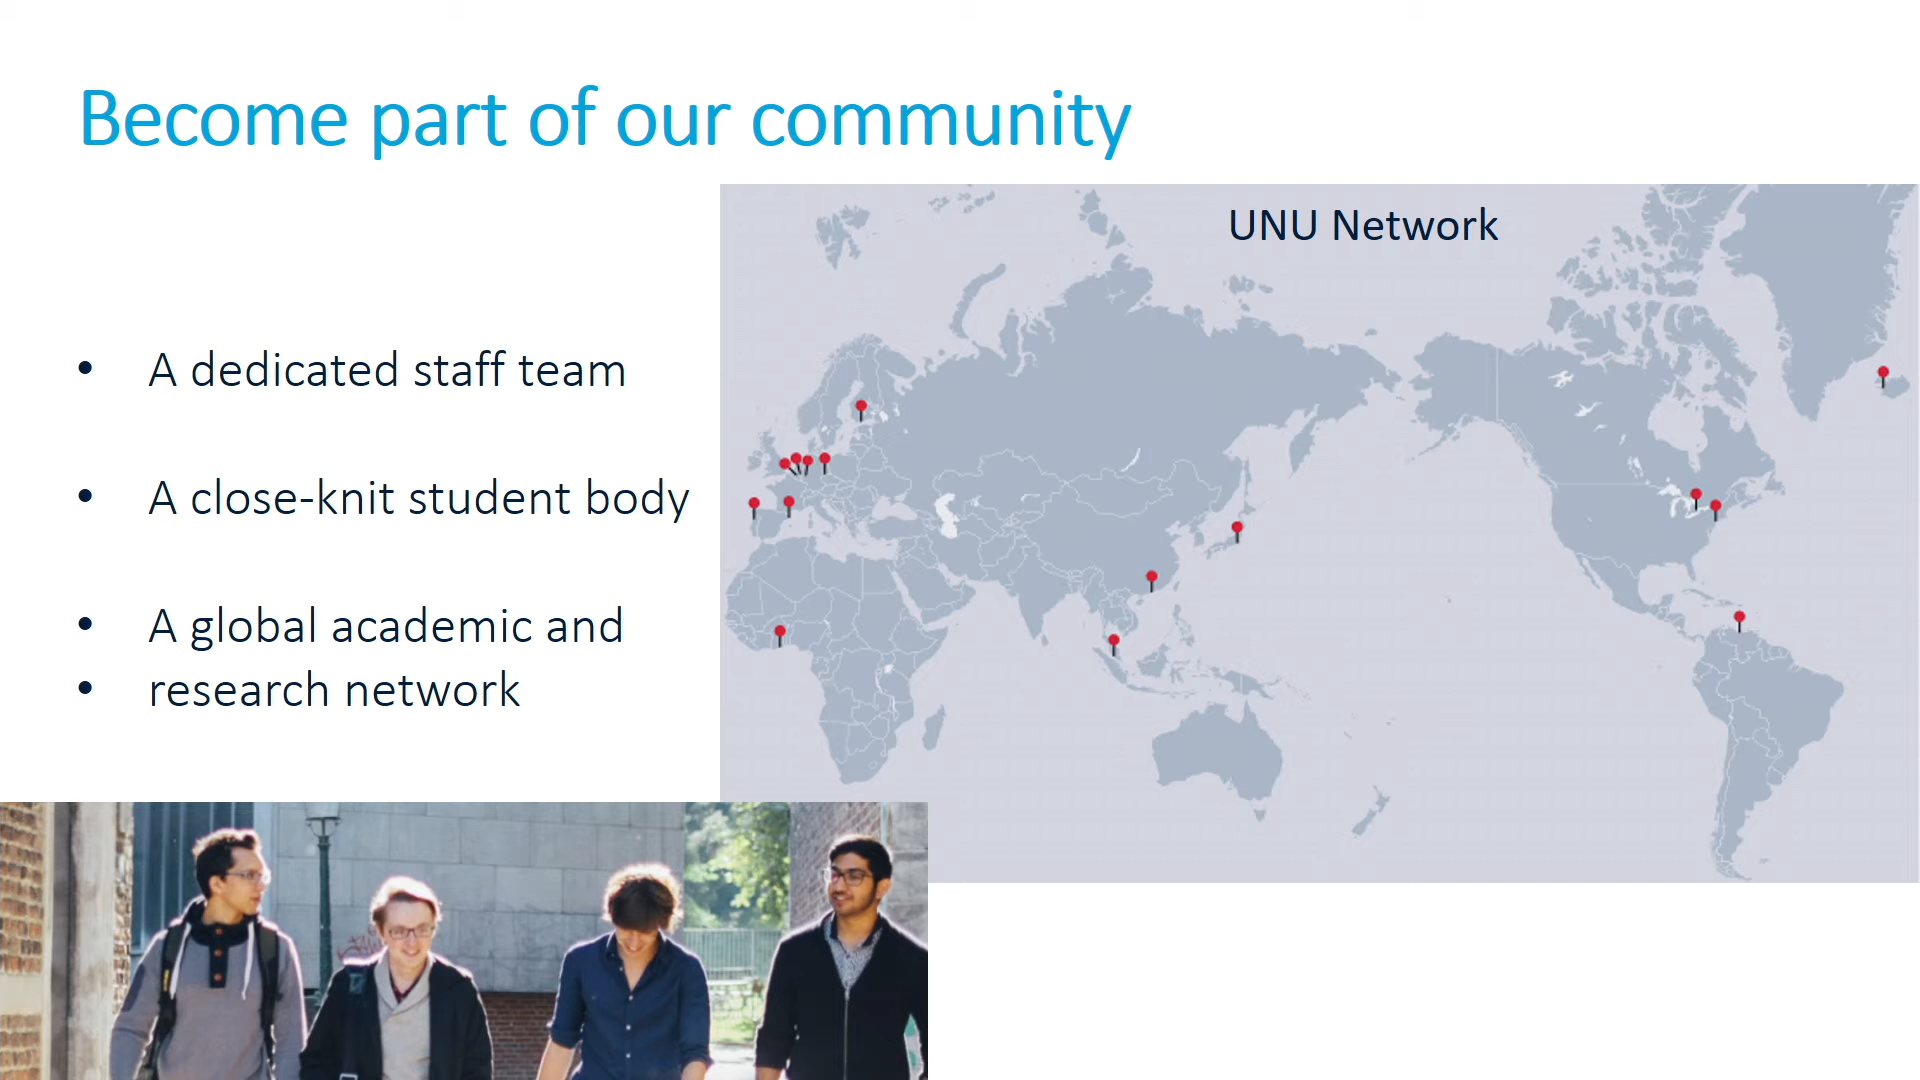 Become part of our community
UNU Network
• A dedicated staff team
• A close-knit student body
• A global academic and
• research network